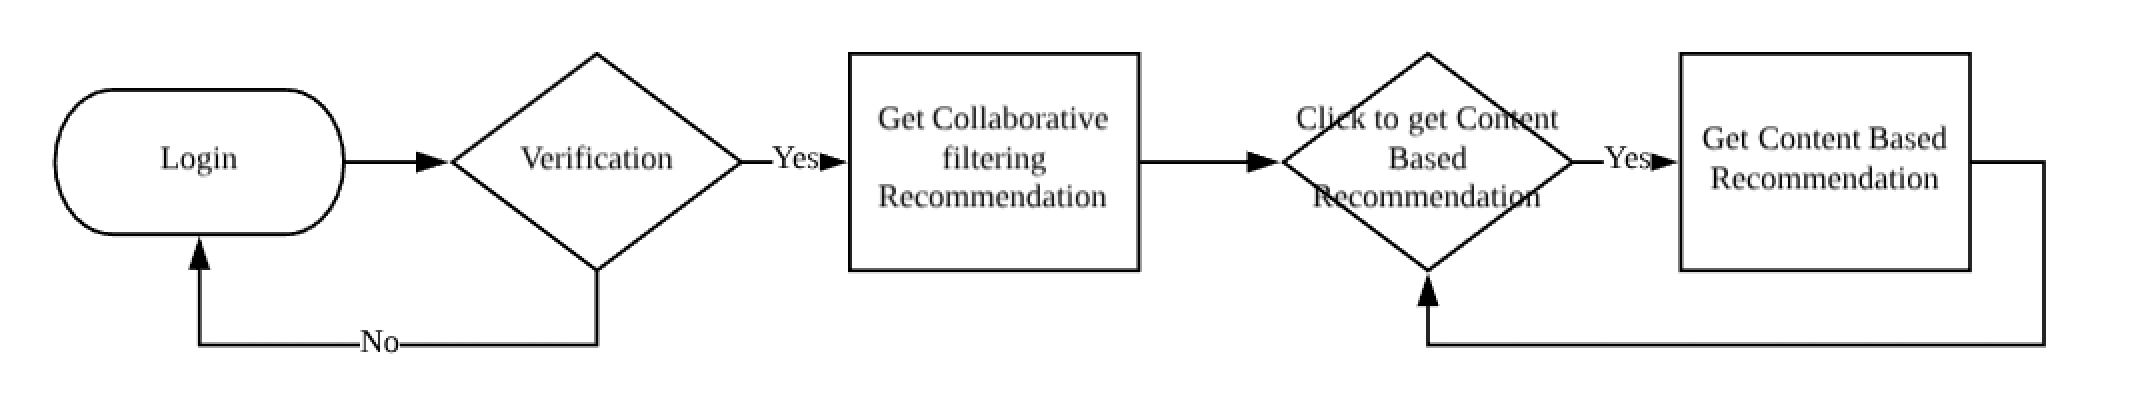 Login
Verification
Yes
Get Collaborative
filtering
Recommendation
Click to get Content
Based
Recommendation
Yes
Get Content Based
Recommendation
No